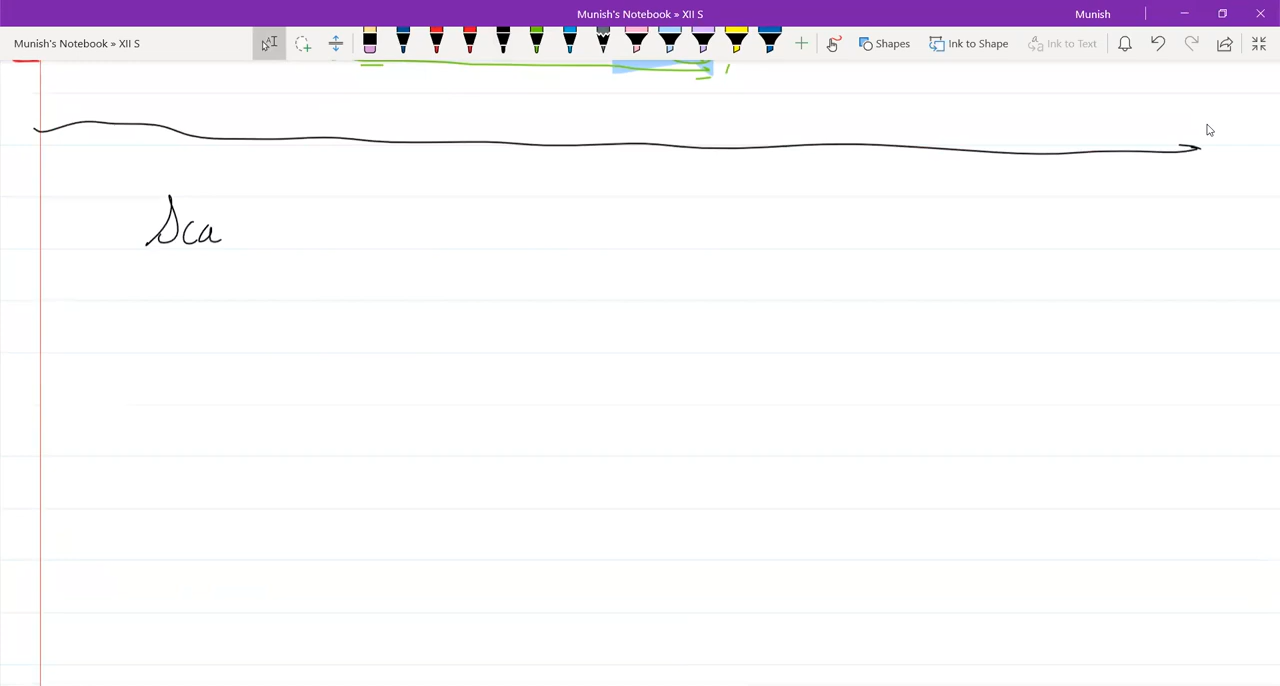 Munish's Notebook » XII S
Munish
Munish's Notebook » XII S
Shapes
Ink to Shape
Ink to Text
Sca